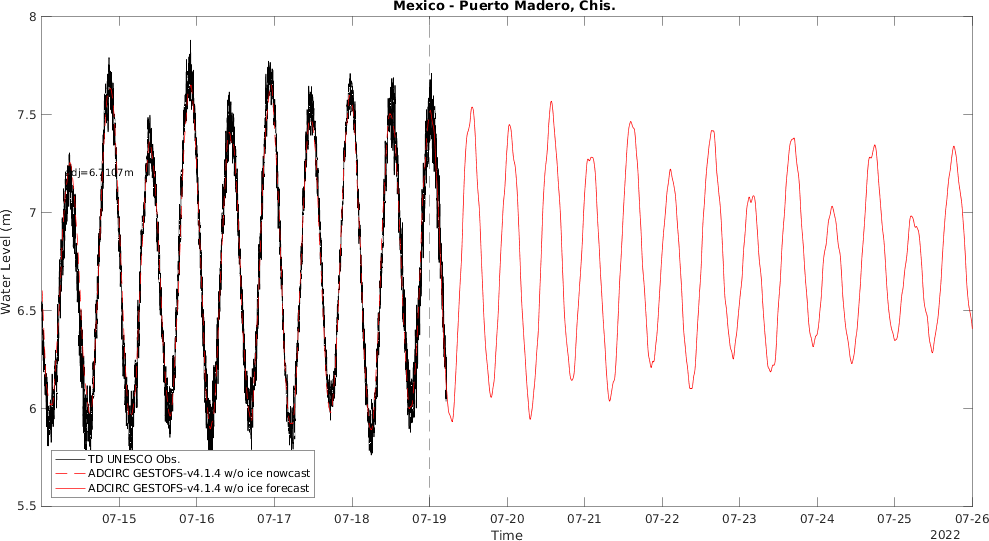 Mexico - Puerto Madero, Chis.
8
7.5
7
6.5
6
5.5
Water Level (m)
adj=6.7107m
TD UNESCO Obs.
ADCIRC GESTOFS-v4.1.4 w/o ice nowcast
ADCIRC GESTOFS-v4.1.4 w/o ice forecast
07-15 07-16 07-17 07-18 07-19 07-20 07-21 07-22 07-23 07-24 07-25 07-26
Time
2022